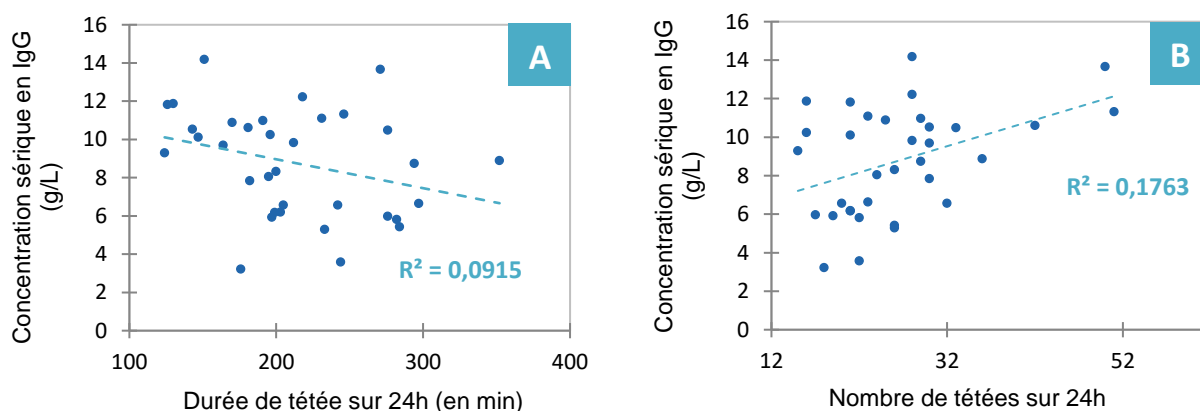 Concentration sérique en IgG
(g/L)
16
14
12
10
8
6
4
2
0
A
R² = 0,0915
100
200
300
400
Durée de tétée sur 24h (en min)
Concentration sérique en IgG
(g/L)
16
14
12
10
8
6
4
2
0
B
R² = 0,1763
12
32
52
Nombre de tétées sur 24h